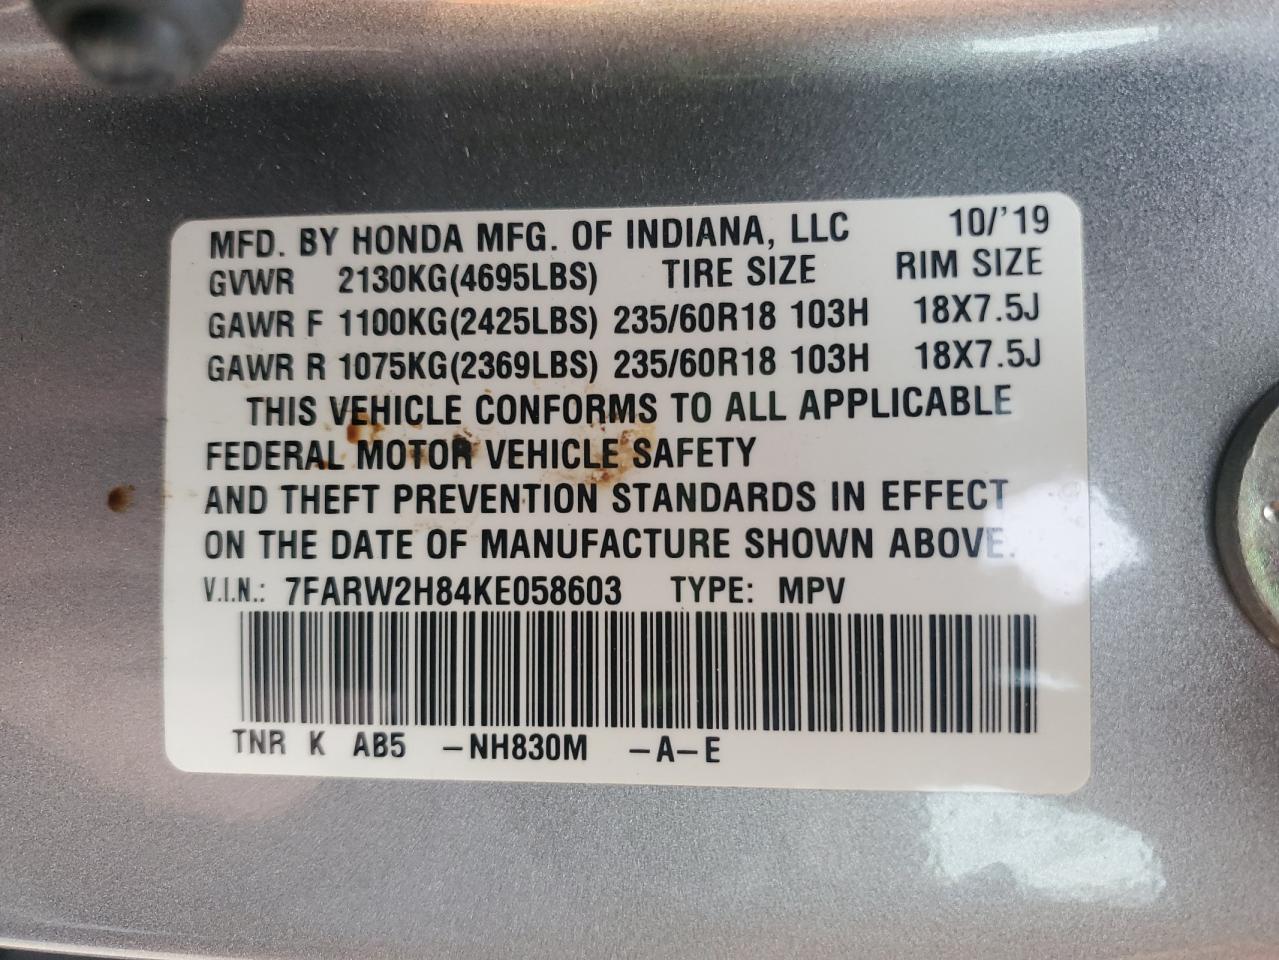 MFD. BY HONDA MFG. OF INDIANA, LLC 10/'19
GVWR 2130KG(4695LBS) TIRE SIZE RIM SIZE
GAWR F 1100KG(2425LBS) 235/60R18 103H 18X7.5J
GAWR R 1075KG(2369LBS) 235/60R18 103H 18X7.5J
THIS VEHICLE CONFORMS TO ALL APPLICABLE
FEDERAL MOTOR VEHICLE SAFETY
AND THEFT PREVENTION STANDARDS IN EFFECT
ON THE DATE OF MANUFACTURE SHOWN ABOVE.
V.I.N.: 7FARW2H84KE058603 TYPE: MPV
TNR K AB5 -NH830M -A-E